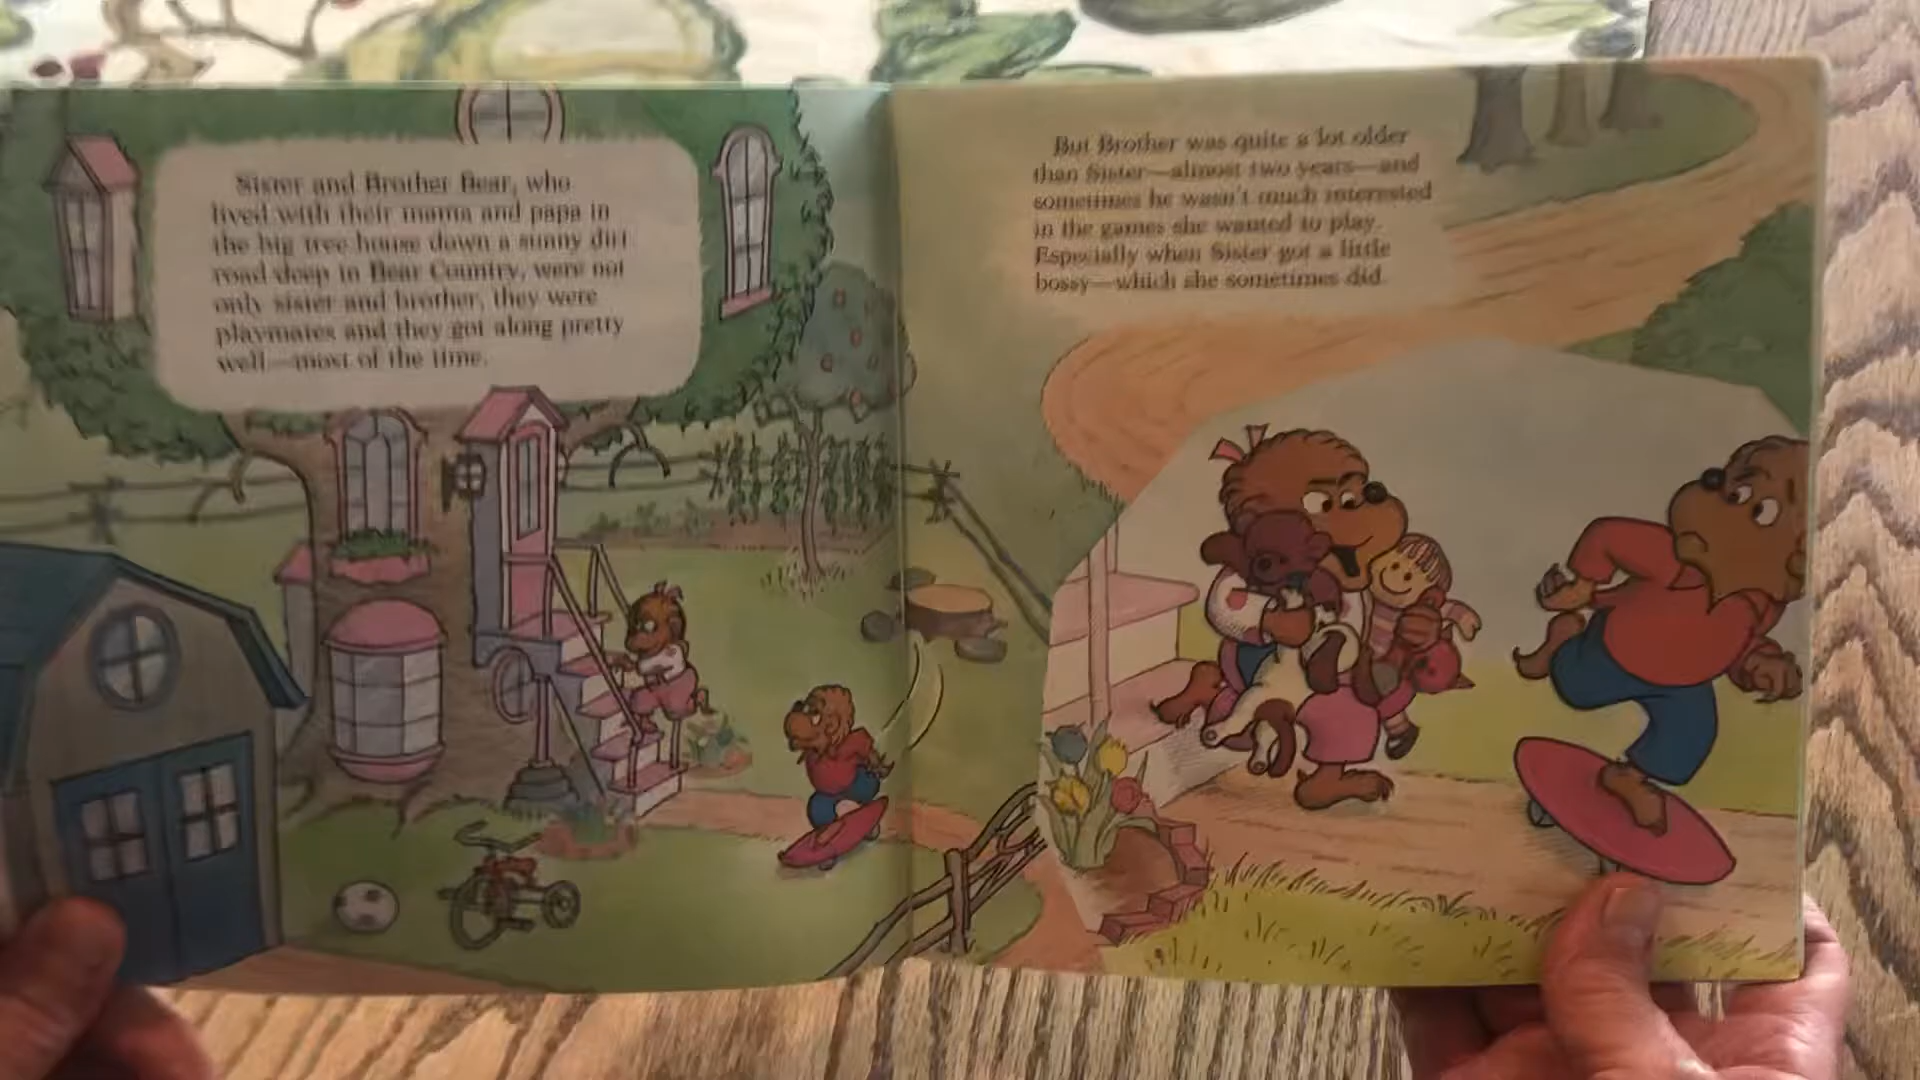 Sister and Brother Bear, who
lived with their mama and papa in
the big tree house down a sunny dirt
road deep in Bear Country, were not
only sister and brother, they were
playmates and they got along pretty
well—most of the time.
But Brother was quite a lot older
than Sister—almost two years—and
sometimes he wasn't much interested
in the games she wanted to play.
Especially when Sister got a little
bossy—which she sometimes did.